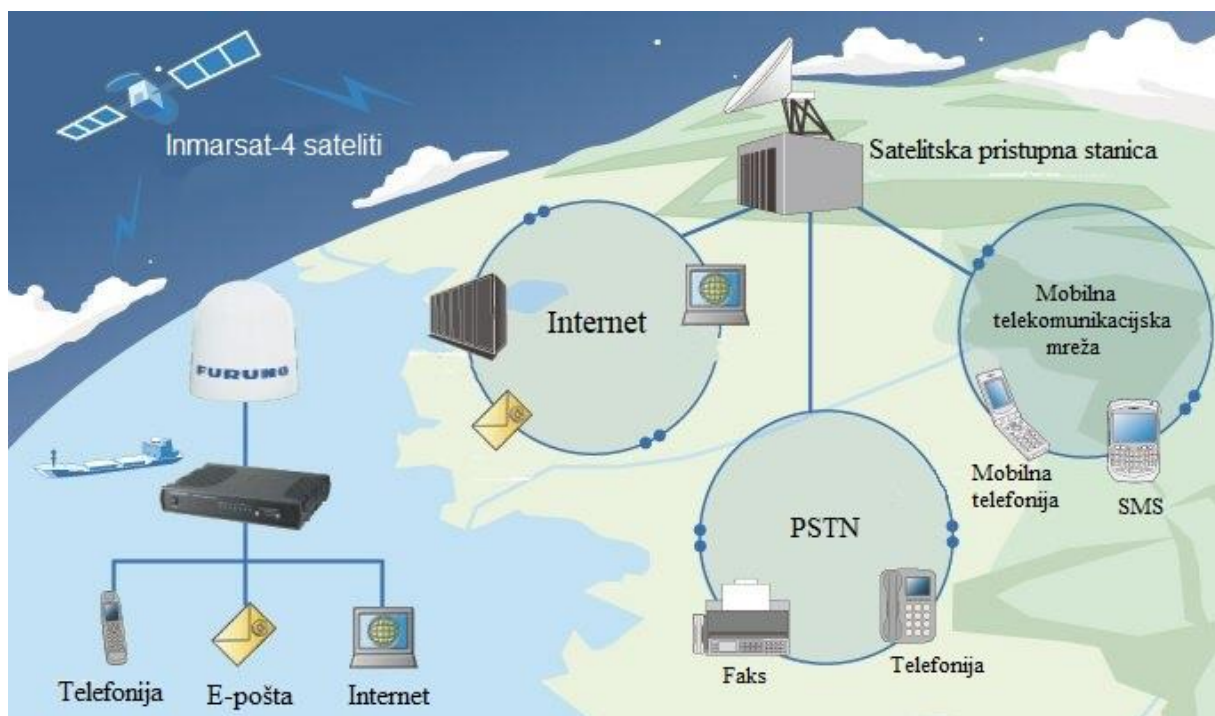 Inmarsat-4 sateliti
Satelitska pristupna stanica
Internet
Mobilna
telekomunikacijska
mreža
FURUNO
Mobilna
telefonija
SMS
PSTN
Faks
Telefonija
Telefonija
E-pošta
Internet